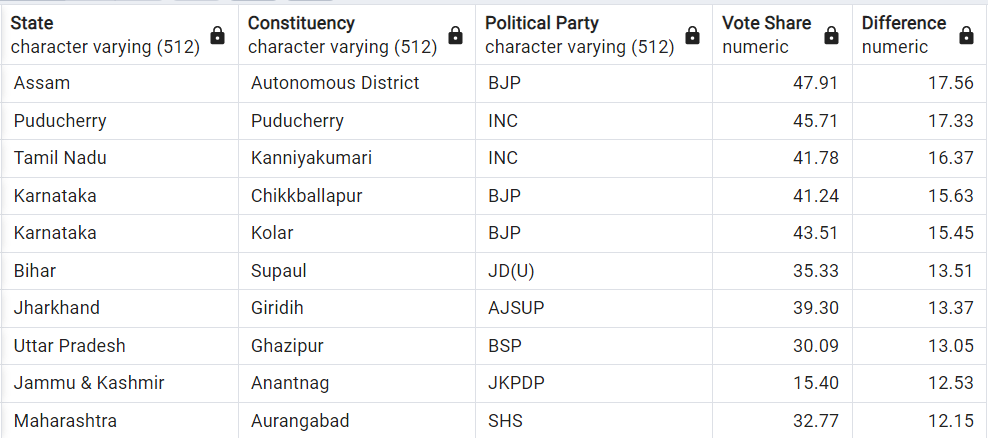 State Constituency Political Party Vote Share Difference
character varying (512) character varying (512) character varying (512) numeric numeric
Assam Autonomous District BJP 47.91 17.56
Puducherry Puducherry INC 45.71 17.33
Tamil Nadu Kanniyakumari INC 41.78 16.37
Karnataka Chikkballapur BJP 41.24 15.63
Karnataka Kolar BJP 43.51 15.45
Bihar Supaul JD(U) 35.33 13.51
Jharkhand Giridih AJSUP 39.30 13.37
Uttar Pradesh Ghazipur BSP 30.09 13.05
Jammu & Kashmir Anantnag JKPDP 15.40 12.53
Maharashtra Aurangabad SHS 32.77 12.15